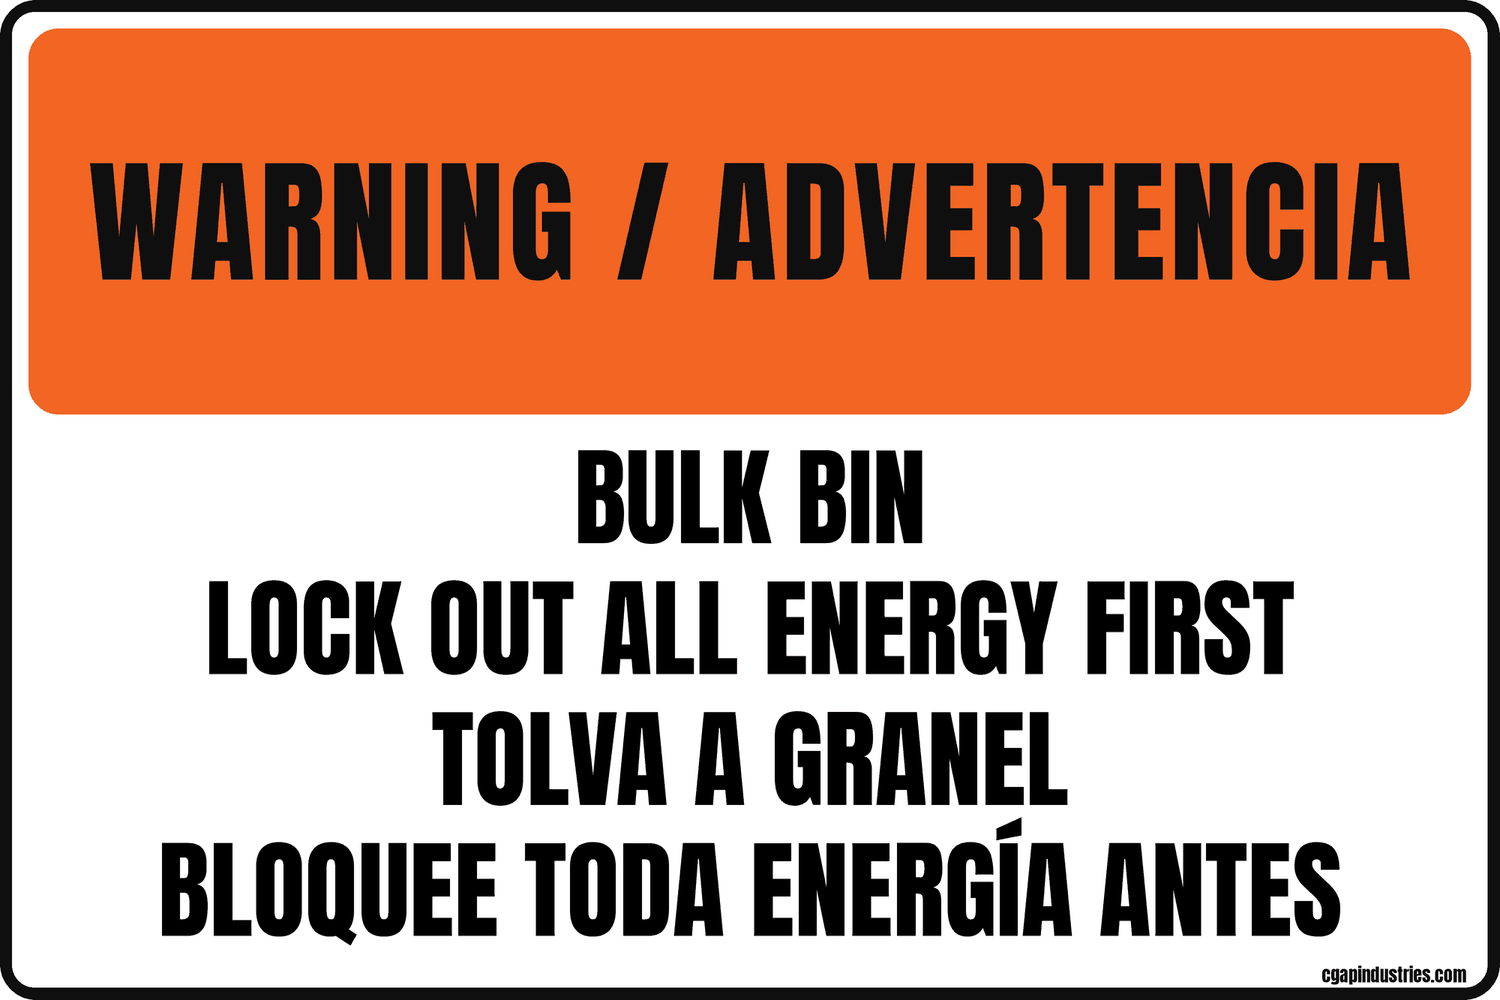 WARNING / ADVERTENCIA
BULK BIN
LOCK OUT ALL ENERGY FIRST
TOLVA A GRANEL
BLOQUEE TODA ENERGÍA ANTES
cgapindustries.com